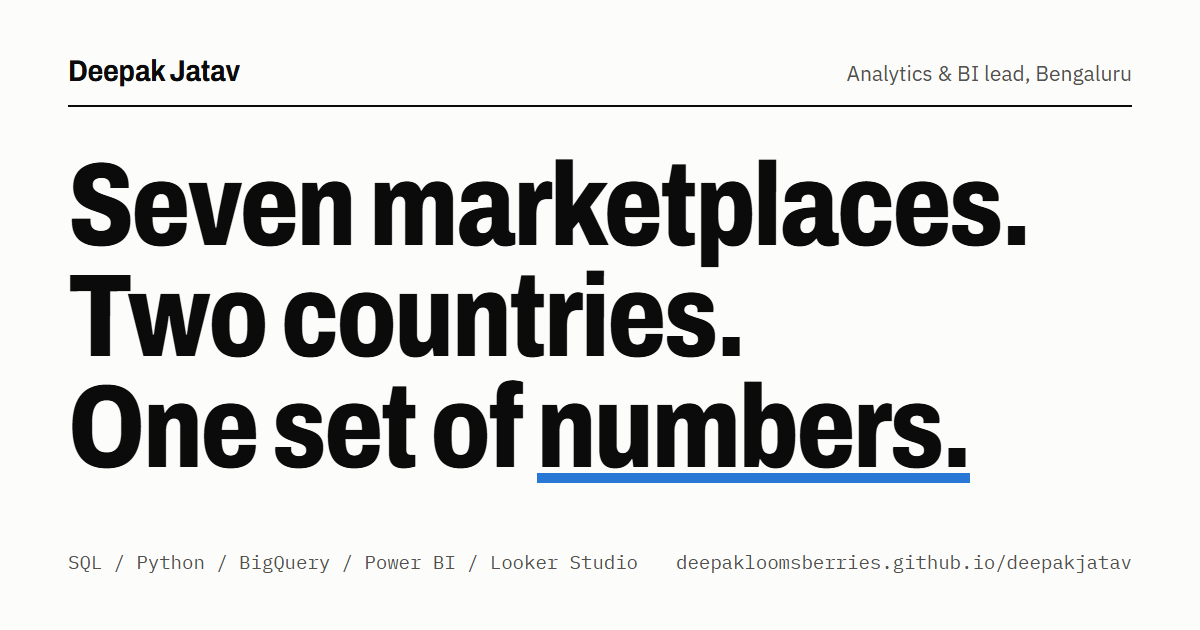 Deepak Jatav
Analytics & BI lead, Bengaluru
Seven marketplaces.
Two countries.
One set of numbers.
SQL / Python / BigQuery / Power BI / Looker Studio
deepakloomsberries.github.io/deepakjatav